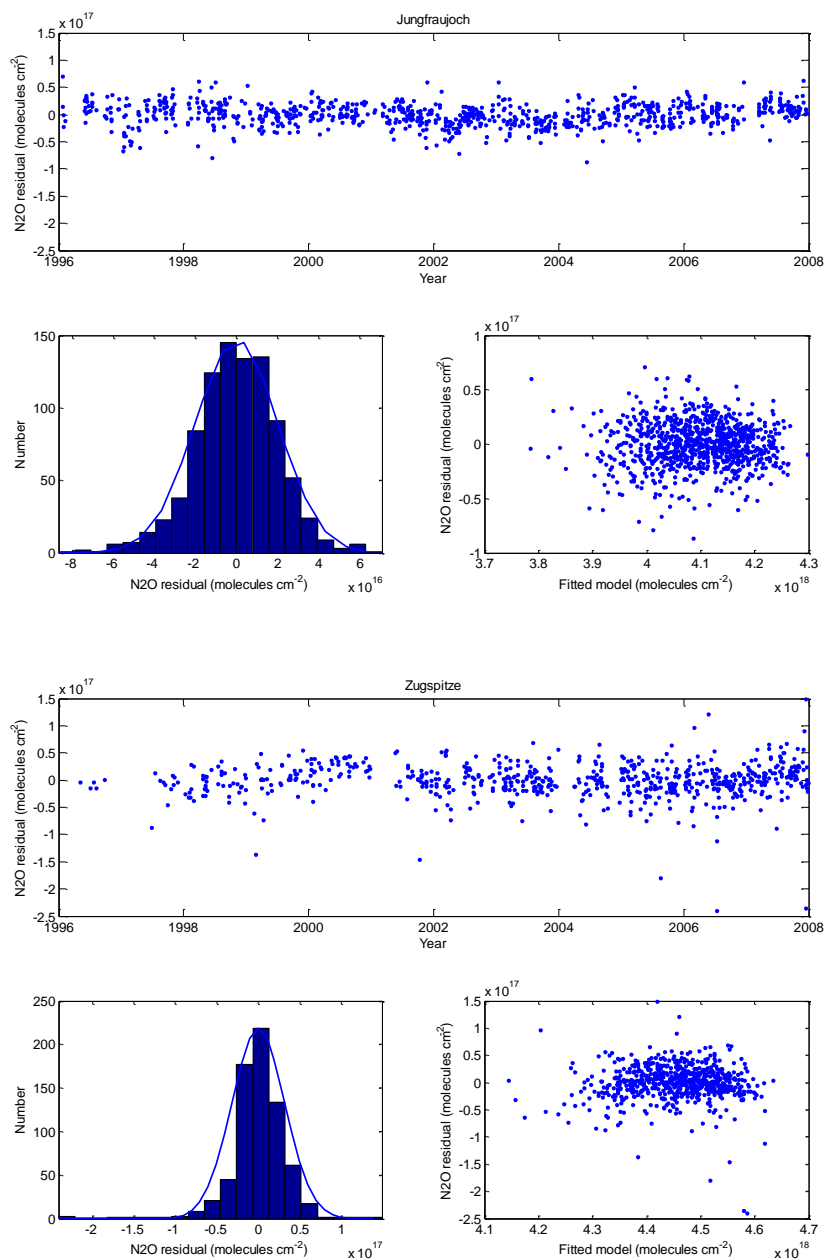 Jungfraujoch
x 10^17
N2O residual (molecules cm^-2)
1.5
1
0.5
0
-0.5
-1
-1.5
-2
-2.5
1996 1998 2000 2002 2004 2006 2008
Year
150
100
50
0
Number
-8 -6 -4 -2 0 2 4 6
x 10^16
N2O residual (molecules cm^-2)
x 10^17
1
0.5
0
-0.5
-1
N2O residual (molecules cm^-2)
3.7 3.8 3.9 4 4.1 4.2 4.3
x 10^18
Fitted model (molecules cm^-2)
Zugspitze
x 10^17
N2O residual (molecules cm^-2)
1.5
1
0.5
0
-0.5
-1
-1.5
-2
-2.5
1996 1998 2000 2002 2004 2006 2008
Year
250
200
150
100
50
0
Number
-2 -1.5 -1 -0.5 0 0.5 1
x 10^17
N2O residual (molecules cm^-2)
x 10^17
1.5
1
0.5
0
-0.5
-1
-1.5
-2
-2.5
N2O residual (molecules cm^-2)
4.1 4.2 4.3 4.4 4.5 4.6 4.7
x 10^18
Fitted model (molecules cm^-2)